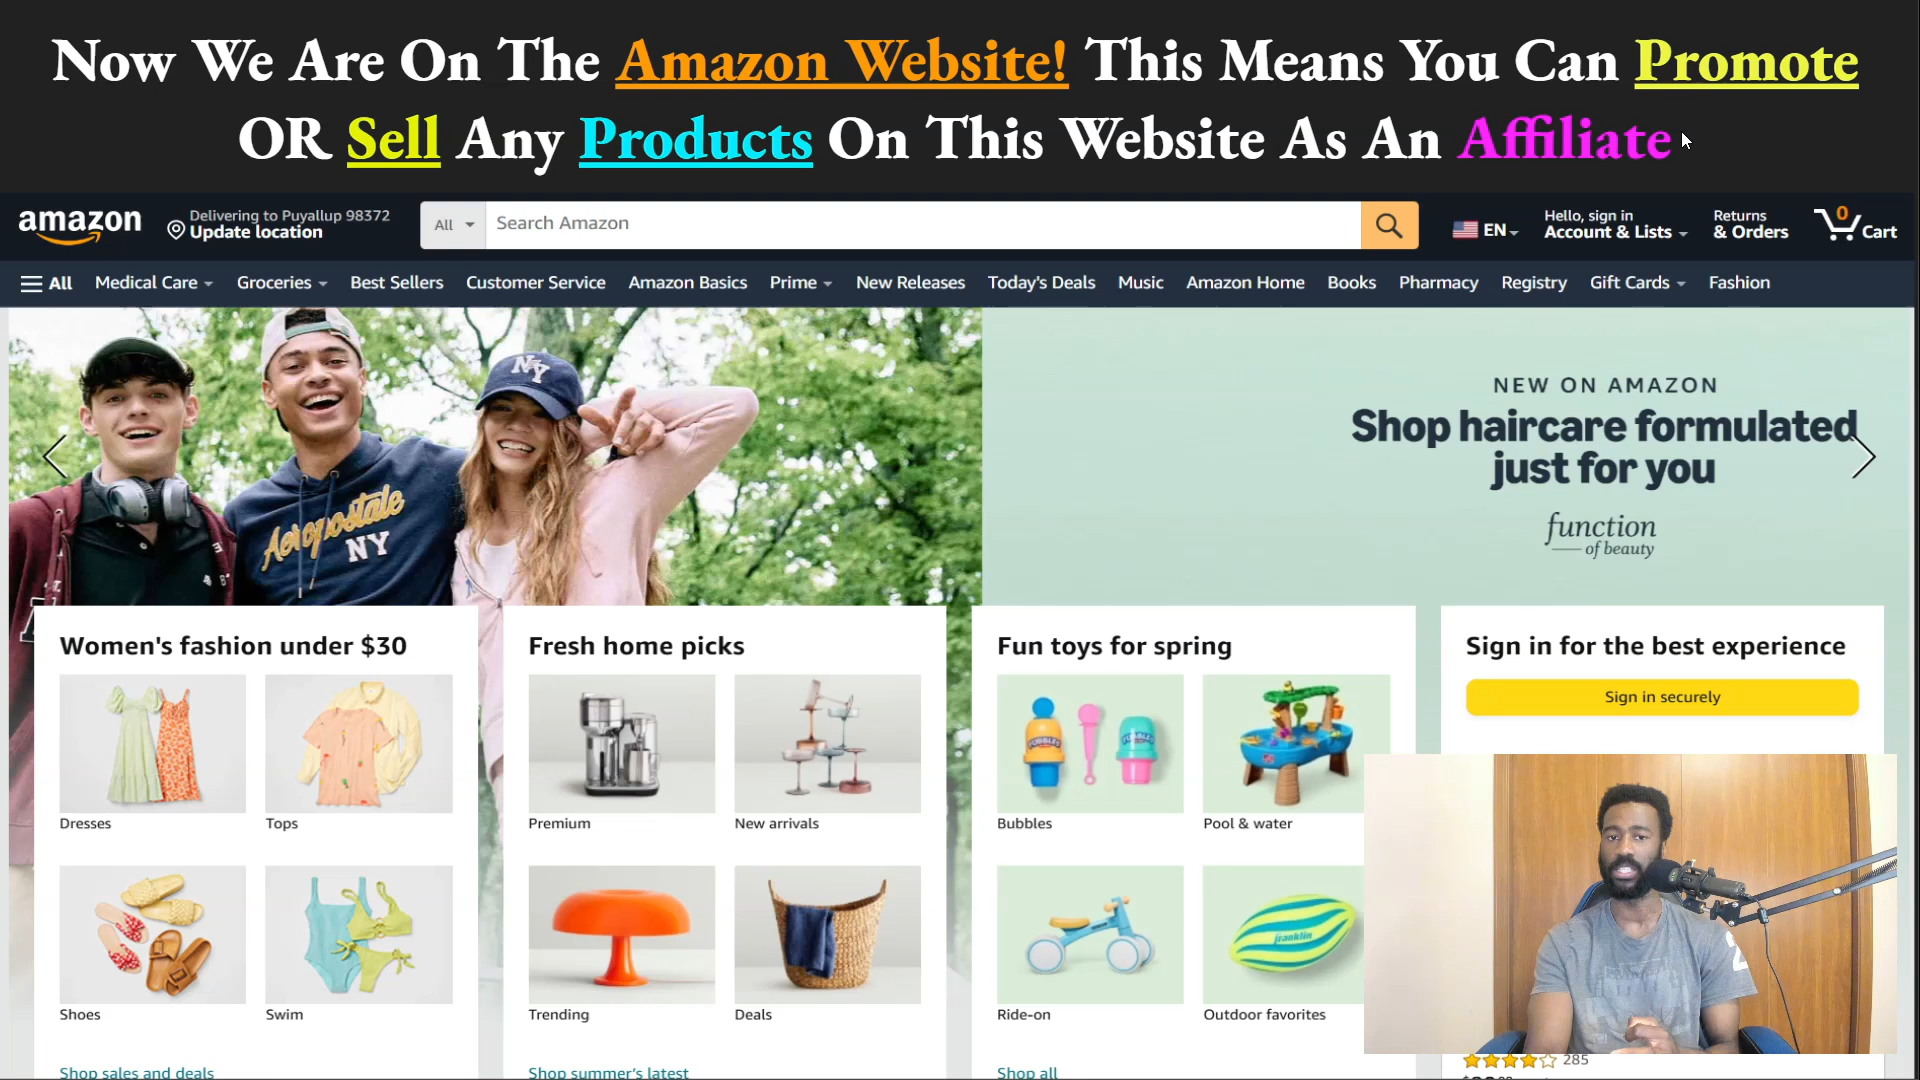 Now We Are On The Amazon Website! This Means You Can Promote
OR Sell Any Products On This Website As An Affiliate
amazon
Delivering to Puyallup 98372
Update location
All
Search Amazon
EN
Hello, sign in
Account & Lists
Returns
& Orders
0
Cart
All
Medical Care
Groceries
Best Sellers
Customer Service
Amazon Basics
Prime
New Releases
Today's Deals
Music
Amazon Home
Books
Pharmacy
Registry
Gift Cards
Fashion
NY
Aeropostale
NY
NEW ON AMAZON
Shop haircare formulated
just for you
function
of beauty
Women's fashion under $30
Dresses
Tops
Shoes
Swim
Shop sales and deals
Fresh home picks
Premium
New arrivals
Trending
Deals
Shop summer's latest
Fun toys for spring
Bubbles
Pool & water
Ride-on
franklin
Outdoor favorites
Shop all
Sign in for the best experience
Sign in securely
285